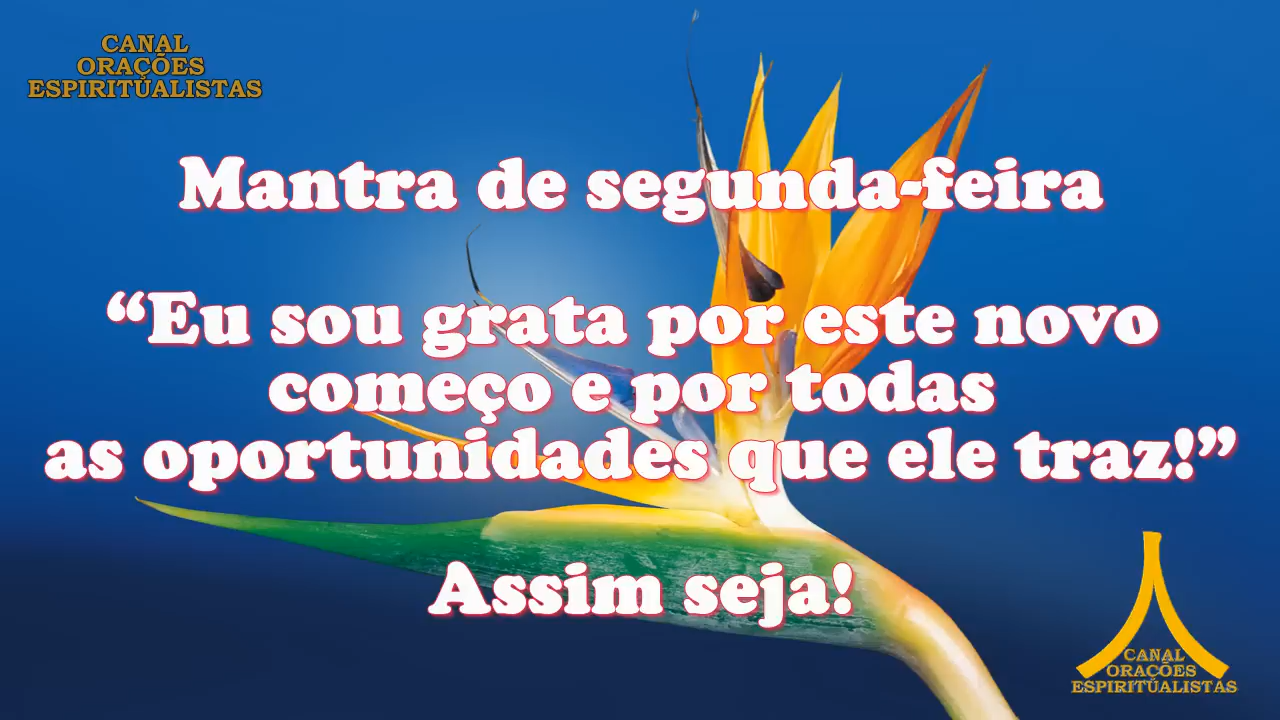 CANAL
ORAÇÕES
ESPIRITUALISTAS
Mantra de segunda-feira
“Eu sou grata por este novo
começo e por todas
as oportunidades que ele traz!”
Assim seja!
CANAL
ORAÇÕES
ESPIRITUALISTAS